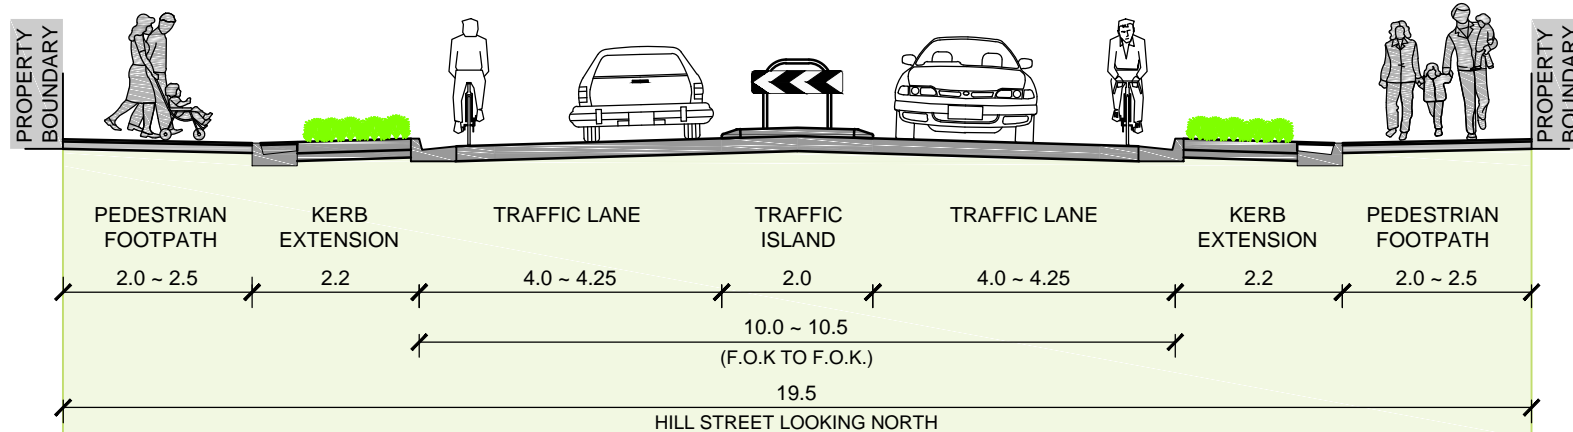 PROPERTY
BOUNDARY
PROPERTY
BOUNDARY
PEDESTRIAN
FOOTPATH
KERB
EXTENSION
TRAFFIC LANE
TRAFFIC
ISLAND
TRAFFIC LANE
KERB
EXTENSION
PEDESTRIAN
FOOTPATH
2.0 ~ 2.5
2.2
4.0 ~ 4.25
2.0
4.0 ~ 4.25
2.2
2.0 ~ 2.5
10.0 ~ 10.5
(F.O.K TO F.O.K.)
19.5
HILL STREET LOOKING NORTH